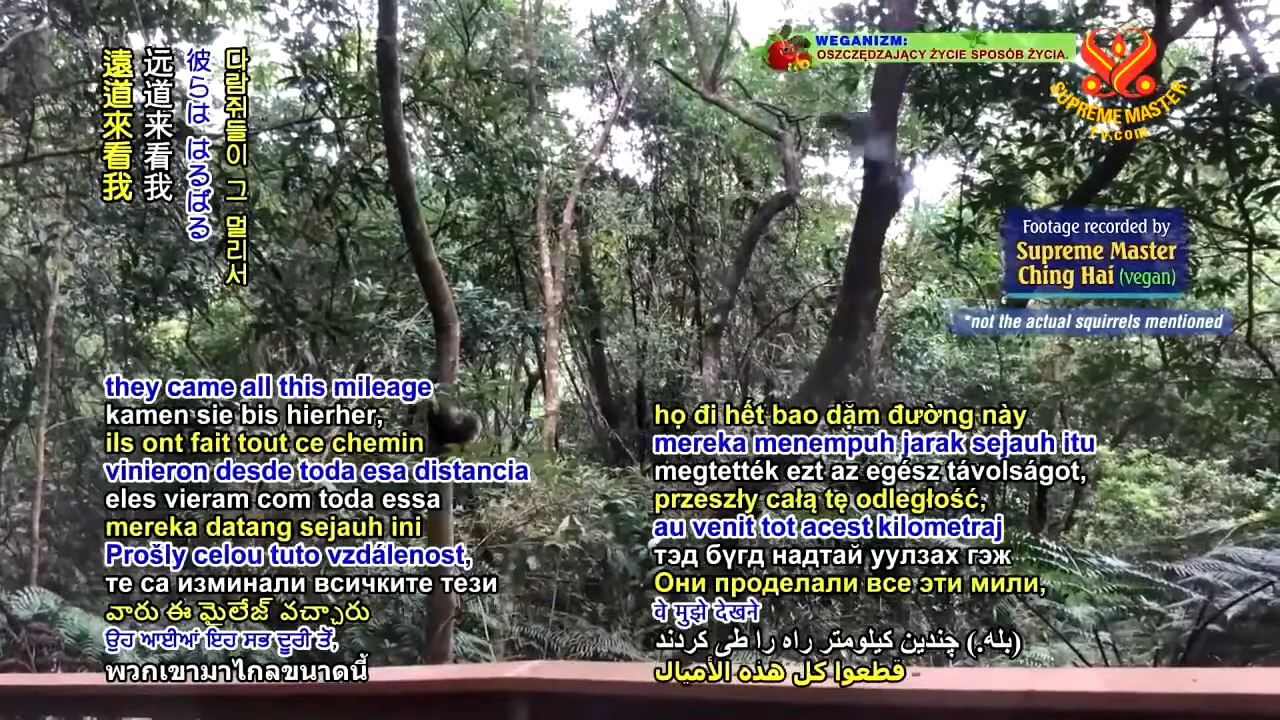 遠道來看我
远道来看我
彼らは はるばる
다람쥐들이 그 멀리서
WEGANIZM:
OSZCZĘDZAJĄCY ŻYCIE SPOSÓB ŻYCIA.
SUPREME MASTER
TV.com
Footage recorded by
Supreme Master
Ching Hai (vegan)
*not the actual squirrels mentioned
they came all this mileage
kamen sie bis hierher,
ils ont fait tout ce chemin
vinieron desde toda esa distancia
eles vieram com toda essa
mereka datang sejauh ini
Prošly celou tuto vzdálenost,
те са изминали всичките тези
వారు ఈ మైలేజ్ వచ్చారు
ਉਹ ਆਈਆਂ ਇਹ ਸਭ ਦੂਰੀ ਤੋਂ,
พวกเขามาไกลขนาดนี้
họ đi hết bao dặm đường này
mereka menempuh jarak sejauh itu
megtették ezt az egész távolságot,
przeszły całą tę odległość,
au venit tot acest kilometraj
тэд бүгд надтай уулзах гэж
Они проделали все эти мили,
वे मुझे देखने
(بله.) چندین کیلومتر راه را طی کردند
قطعوا كل هذه الأميال